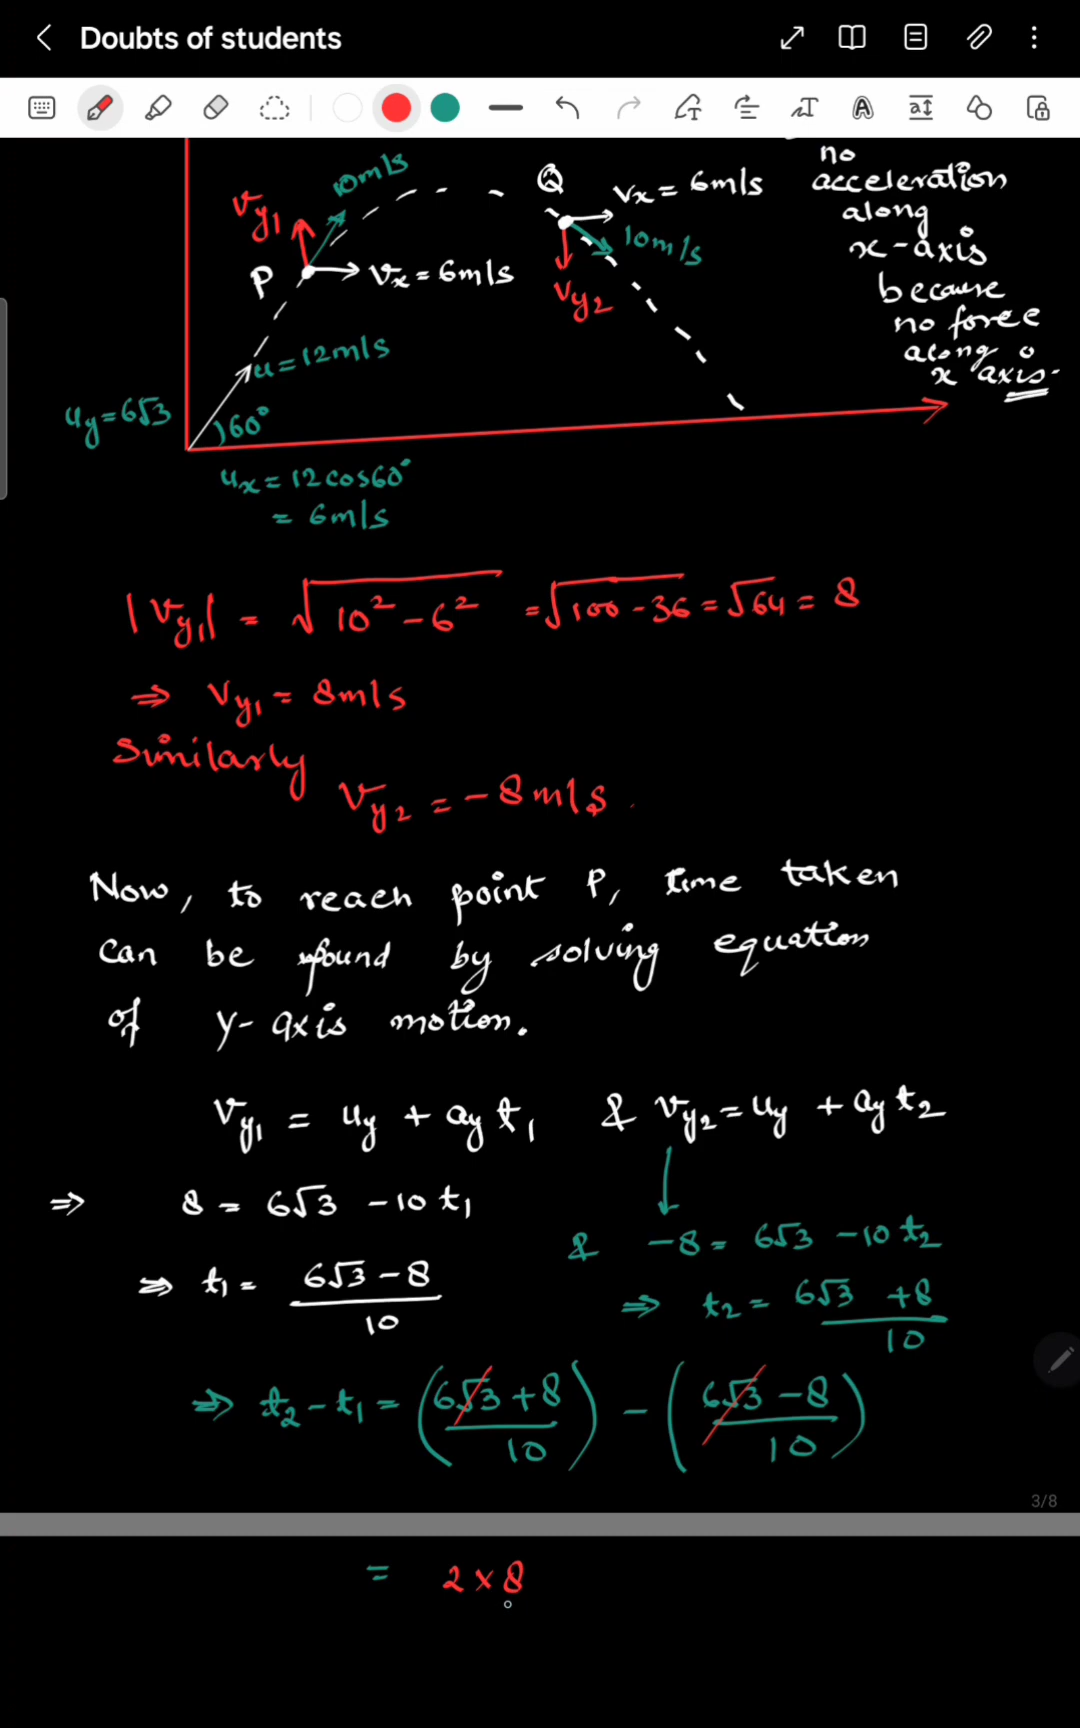 Doubts of students
no
acceleration
along
x-axis
because
no force
along
x axis.
10m/s
Vy1
P
Vx = 6m/s
Q
Vx = 6m/s
10m/s
Vy2
u=12m/s
uy=6√3
60°
ux = 12cos60°
= 6m/s
|Vy1| = √10²-6² = √100-36 = √64 = 8
⇒ Vy1 = 8m/s
Similarly
Vy2 = -8m/s.
Now, to reach point P, time taken
can be found by solving equation
of y-axis motion.
Vy1 = uy + ay t1 & Vy2 = uy + ay t2
⇒ 8 = 6√3 - 10 t1
& -8 = 6√3 - 10 t2
⇒ t1 = 6√3 - 8 / 10
⇒ t2 = 6√3 + 8 / 10
⇒ t2 - t1 = (6√3 + 8 / 10) - (6√3 - 8 / 10)
3/8
= 2 × 8